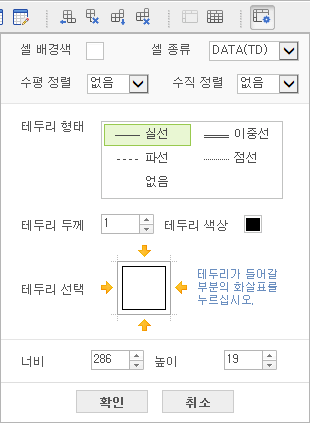 셀 배경색 셀 종류 DATA(TD)
수평 정렬 없음 수직 정렬 없음
테두리 형태 실선 이중선
파선 점선
없음
테두리 두께 1 테두리 색상
테두리 선택
테두리가 들어갈
부분의 화살표를
누르십시오.
너비 286 높이 19
확인 취소